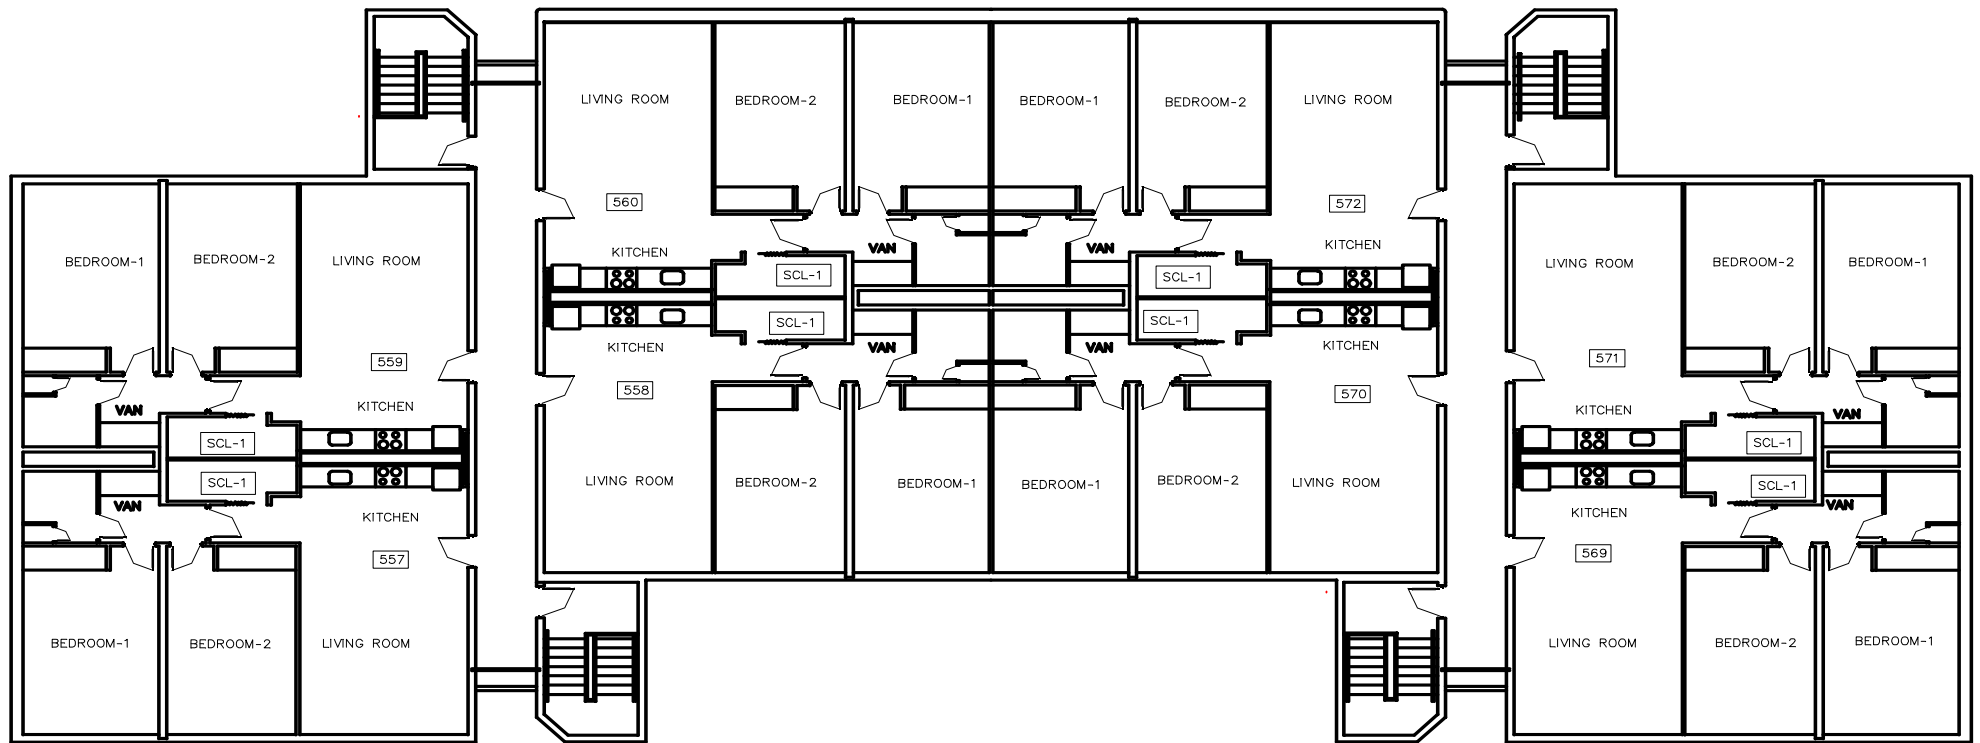 LIVING ROOM
BEDROOM-2
BEDROOM-1
BEDROOM-1
BEDROOM-2
LIVING ROOM
560
572
KITCHEN
VAN
VAN
KITCHEN
BEDROOM-1
BEDROOM-2
LIVING ROOM
SCL-1
SCL-1
LIVING ROOM
BEDROOM-2
BEDROOM-1
SCL-1
SCL-1
KITCHEN
VAN
VAN
KITCHEN
559
571
558
570
KITCHEN
VAN
KITCHEN
VAN
SCL-1
SCL-1
LIVING ROOM
BEDROOM-2
BEDROOM-1
BEDROOM-1
BEDROOM-2
LIVING ROOM
SCL-1
SCL-1
VAN
KITCHEN
KITCHEN
VAN
557
569
BEDROOM-1
BEDROOM-2
LIVING ROOM
LIVING ROOM
BEDROOM-2
BEDROOM-1